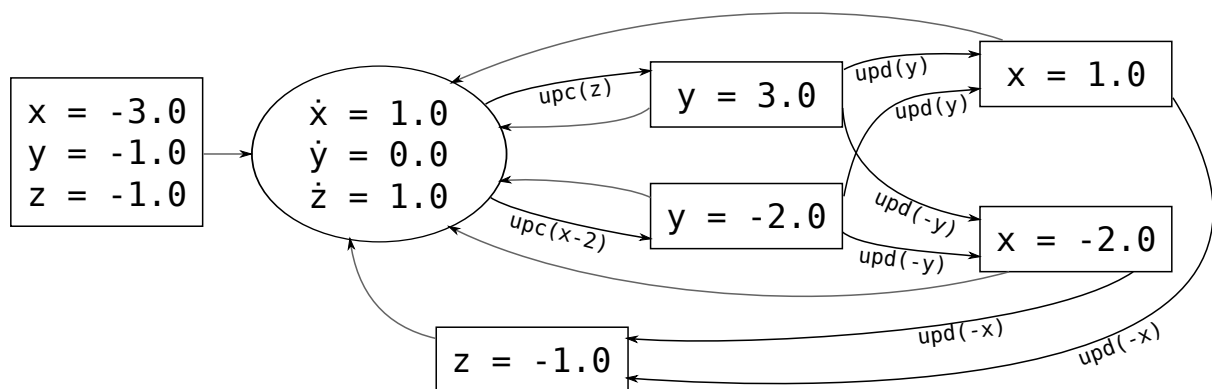 x = -3.0
y = -1.0
z = -1.0
ẋ = 1.0
ẏ = 0.0
ż = 1.0
upc(z)
upc(x-2)
y = 3.0
y = -2.0
upd(y)
upd(y)
upd(-y)
upd(-y)
x = 1.0
x = -2.0
upd(-x)
upd(-x)
z = -1.0